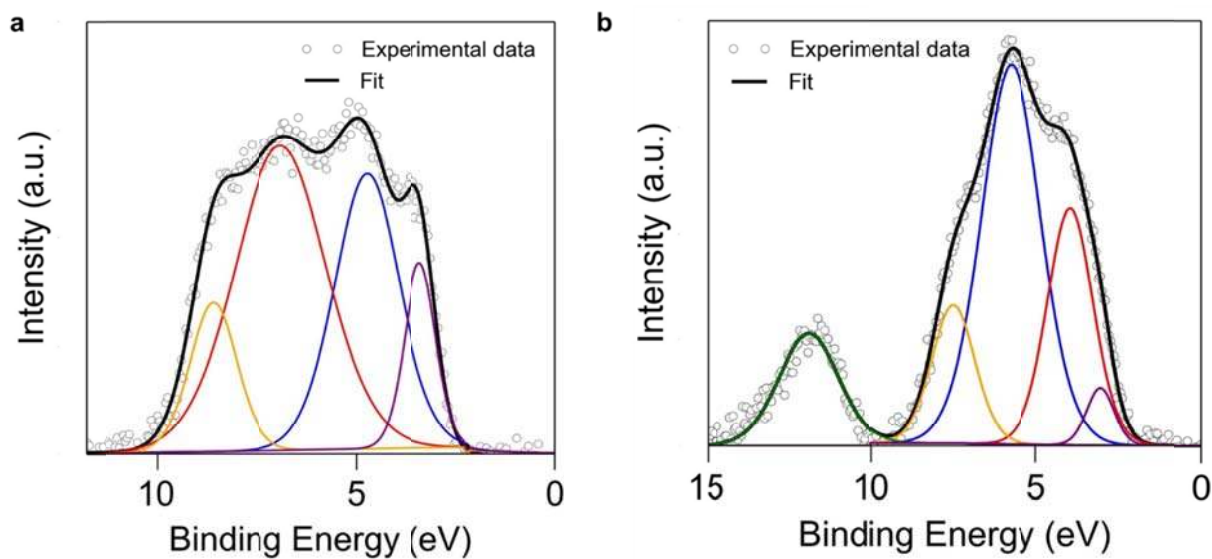 a
Experimental data
Fit
Intensity (a.u.)
10
5
0
Binding Energy (eV)
b
Experimental data
Fit
Intensity (a.u.)
15
10
5
0
Binding Energy (eV)